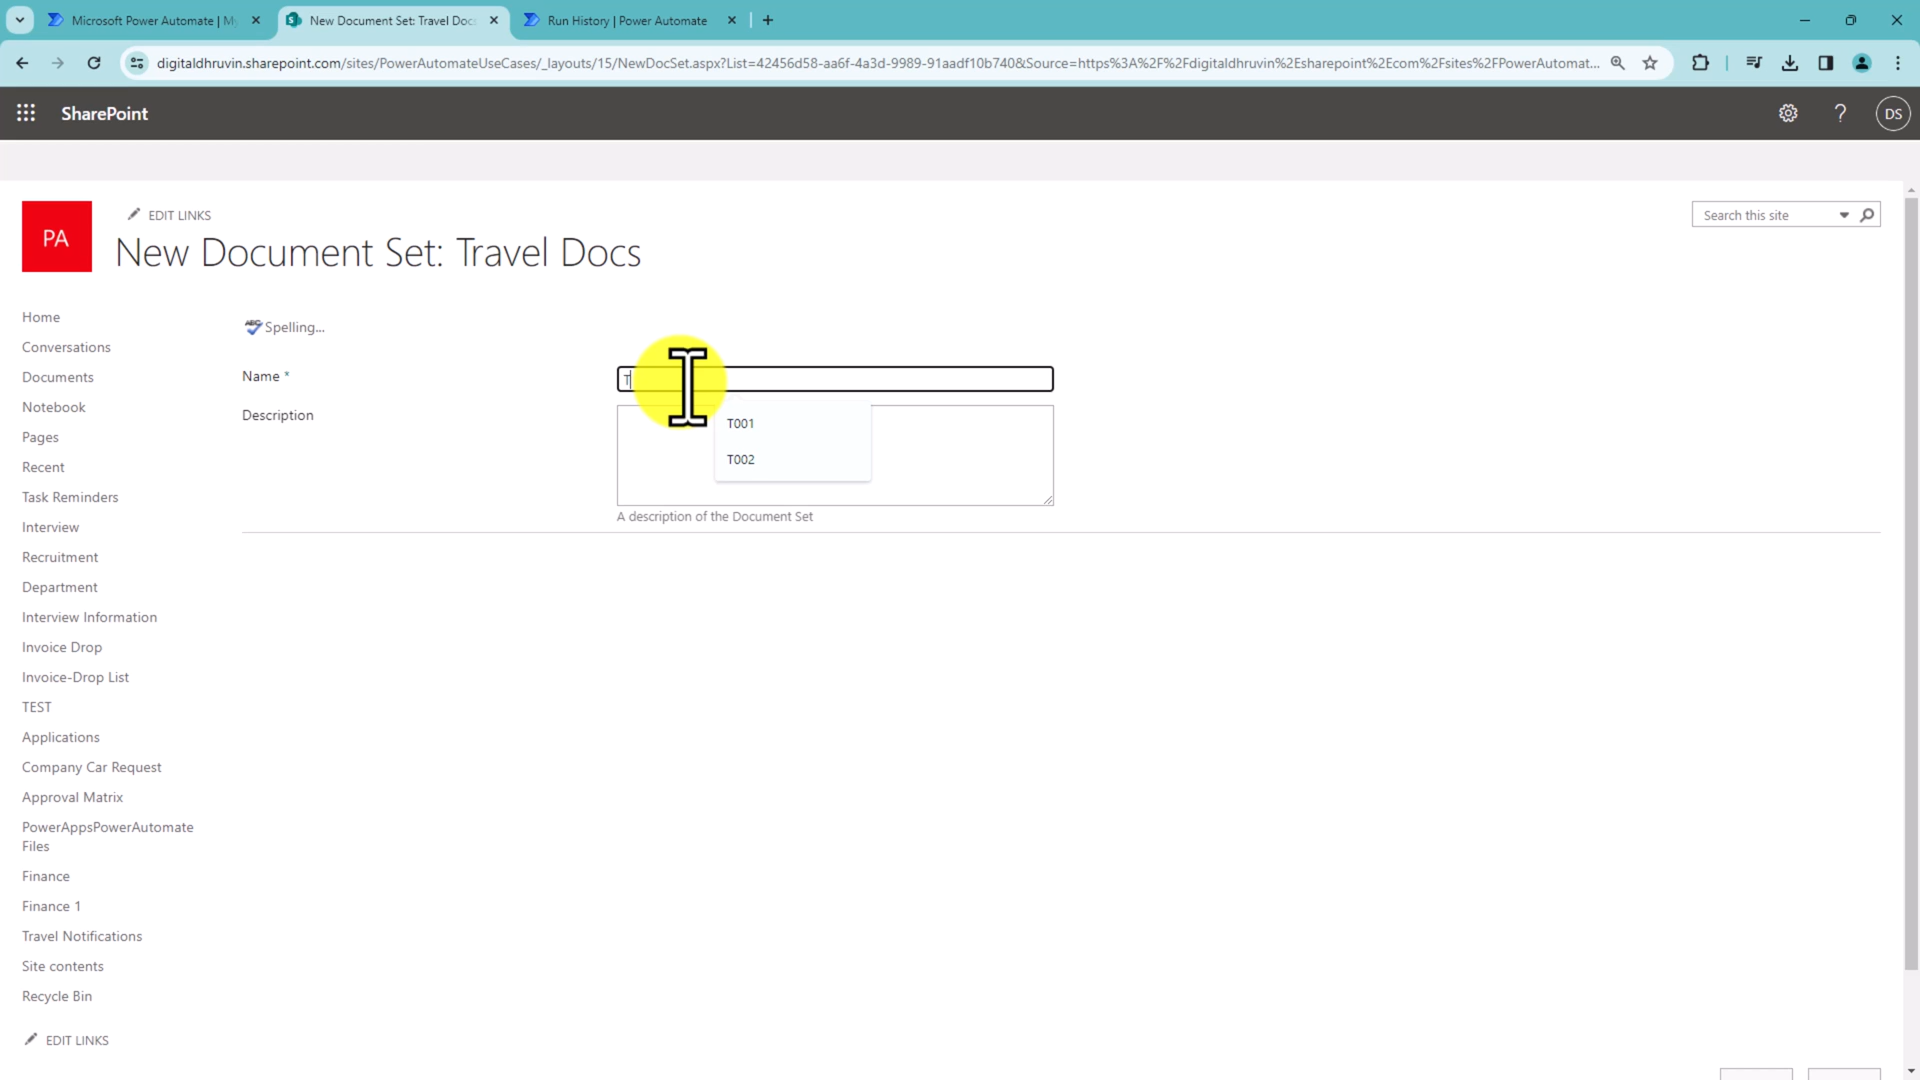 Microsoft Power Automate | M
New Document Set: Travel Docs
Run History | Power Automate
digitaldhruvin.sharepoint.com/sites/PowerAutomateUseCases/_layouts/15/NewDocSet.aspx?List=42456d58-aa6f-4a3d-9989-91aadf10b740&Source=https%3A%2F%2Fdigitaldhruvin%2Esharepoint%2Ecom%2Fsites%2FPowerAutomat...
SharePoint
?
DS
PA
EDIT LINKS
Search this site
New Document Set: Travel Docs
Home
Conversations
Documents
Notebook
Pages
Recent
Task Reminders
Interview
Recruitment
Department
Interview Information
Invoice Drop
Invoice-Drop List
TEST
Applications
Company Car Request
Approval Matrix
PowerAppsPowerAutomate
Files
Finance
Finance 1
Travel Notifications
Site contents
Recycle Bin
EDIT LINKS
ABC
Spelling...
Name *
T
Description
T001
T002
A description of the Document Set